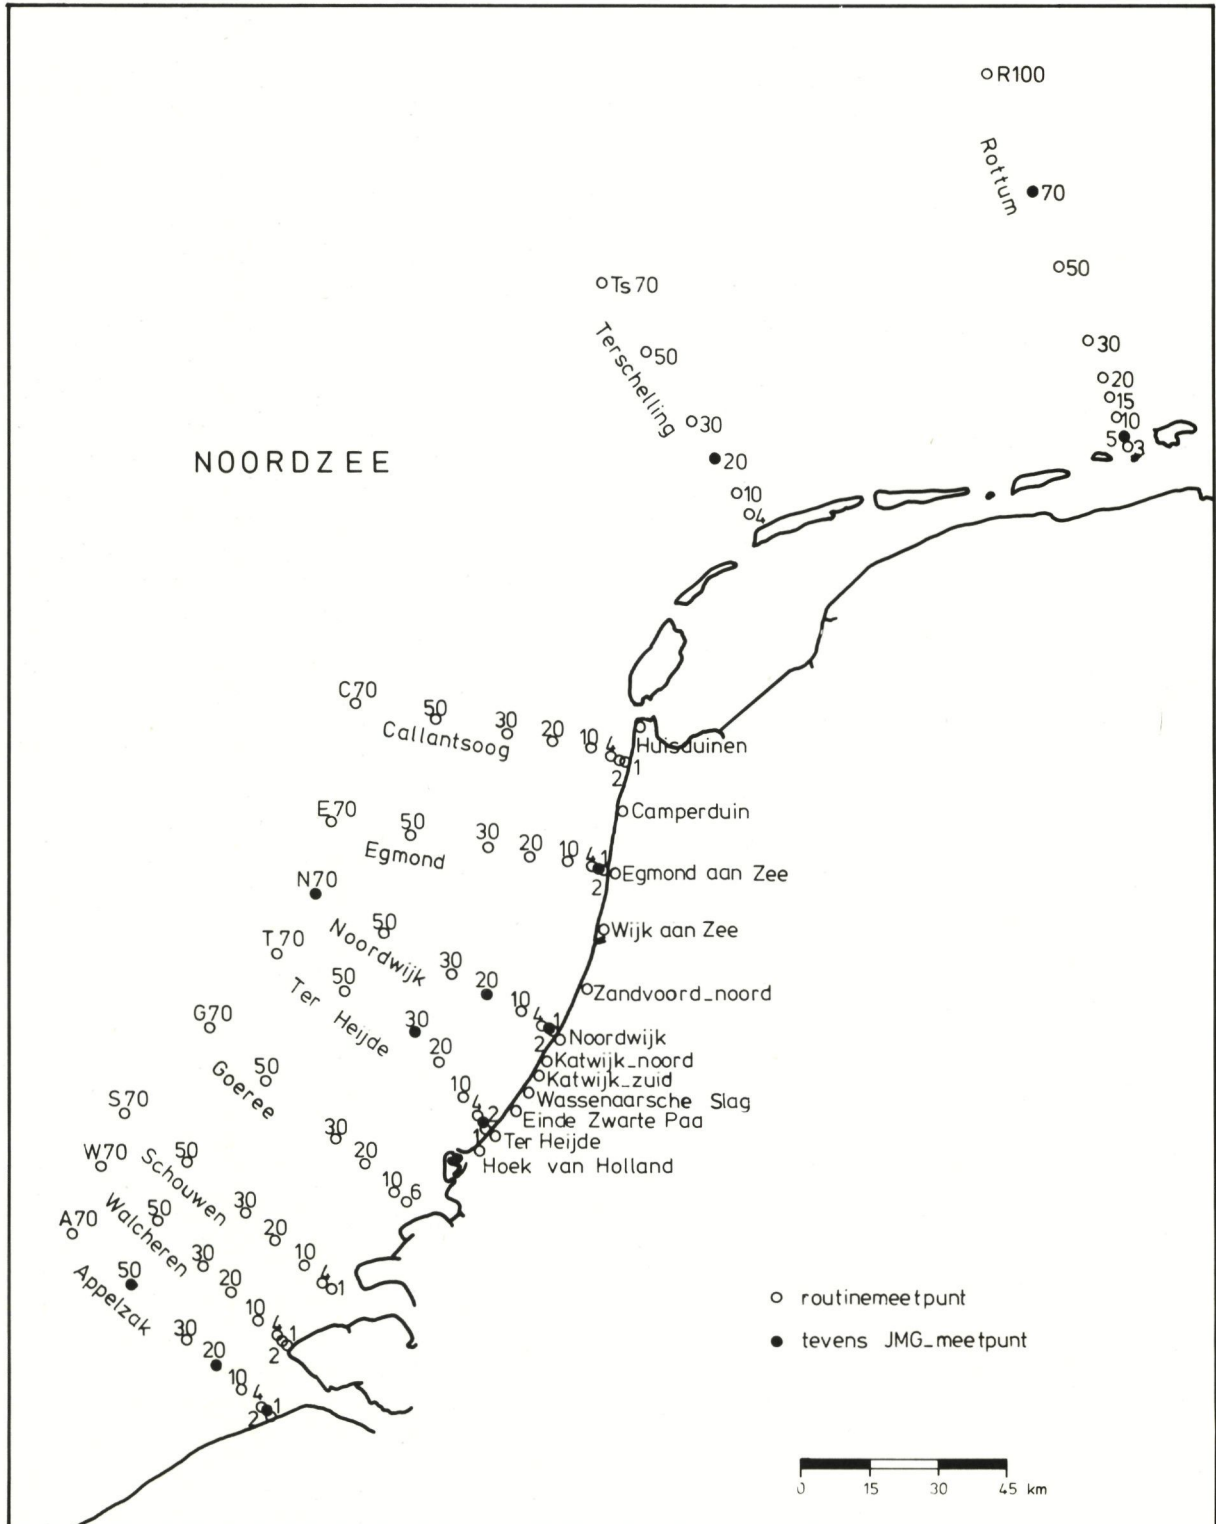 R100
Rottum
70
50
Ts 70
30
50
Terschelling
20
15
30
10
5
3
NOORDZEE
20
10
4
C70
50
30
20
10
4
Callantsoog
Huisduinen
1
2
Camperduin
E70
50
30
20
10
4
1
Egmond
Egmond aan Zee
2
N70
50
Noordwijk
Wijk aan Zee
T70
30
20
50
Ter Heijde
Zandvoord_noord
10
4
1
G70
30
Noordwijk
2
20
Katwijk_noord
50
Katwijk_zuid
Goeree
10
Wassenaarsche Slag
S70
4
2
Einde Zwarte Paa
30
1
Ter Heijde
W70
50
20
Hoek van Holland
Schouwen
10
6
A70
50
30
20
Walcheren
30
10
50
20
4
1
Appelzak
10
30
4
1
20
2
10
4
1
2
routinemeetpunt
tevens JMG_meetpunt
0 15 30 45 km